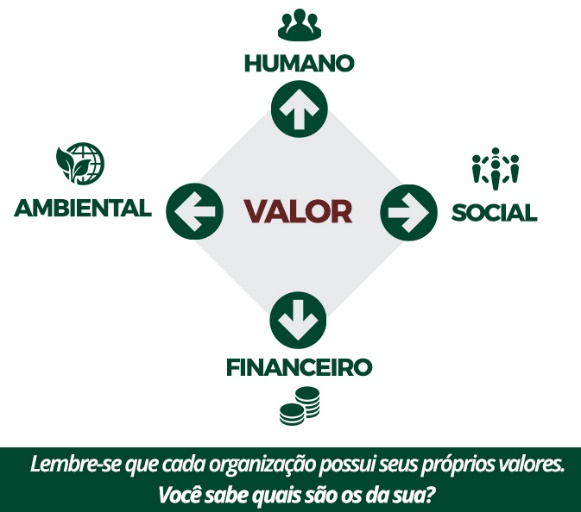 HUMANO
AMBIENTAL
VALOR
SOCIAL
FINANCEIRO
Lembre-se que cada organização possui seus próprios valores.
Você sabe quais são os da sua?